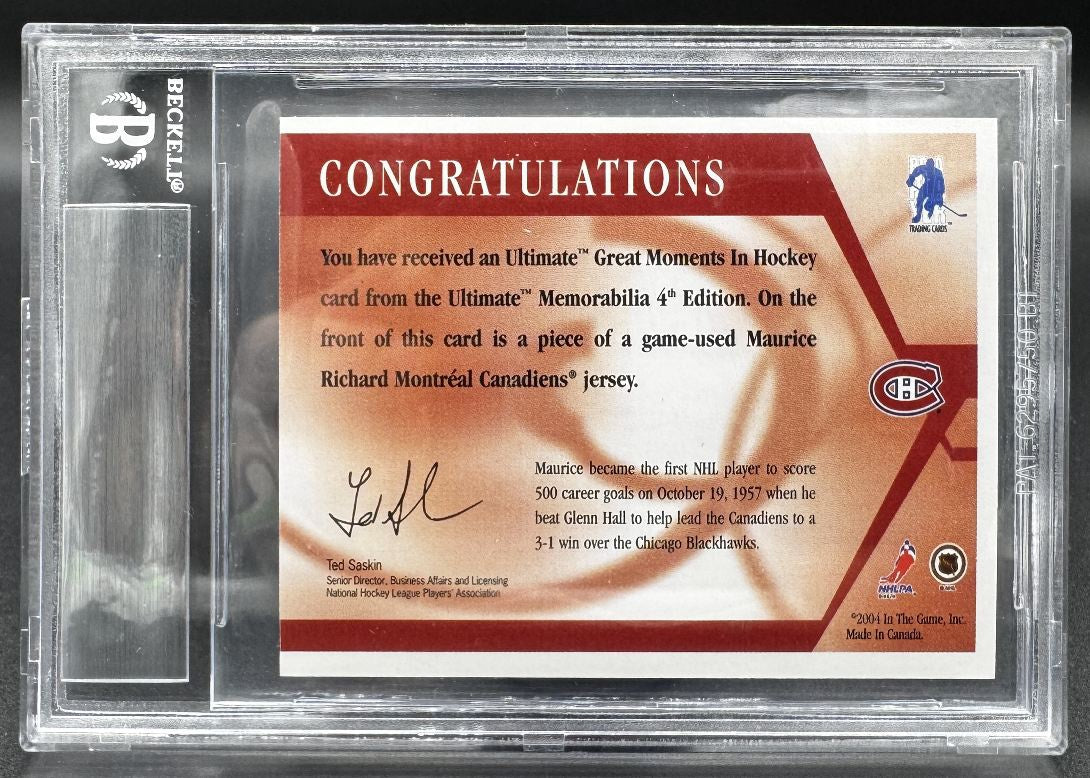 BECKETT®
B
CONGRATULATIONS
TRADING CARDS™
You have received an Ultimate™ Great Moments In Hockey
card from the Ultimate™ Memorabilia 4th Edition. On the
front of this card is a piece of a game-used Maurice
Richard Montréal Canadiens® jersey.
Maurice became the first NHL player to score
500 career goals on October 19, 1957 when he
beat Glenn Hall to help lead the Canadiens to a
3-1 win over the Chicago Blackhawks.
Ted Saskin
Senior Director, Business Affairs and Licensing
National Hockey League Players' Association
CH
NHLPA
©2004 In The Game, Inc.
Made In Canada.